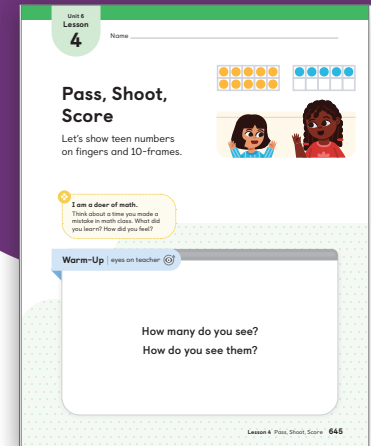 Unit 6
Lesson
4
Name
Pass, Shoot,
Score
Let's show teen numbers
on fingers and 10-frames.
I am a doer of math.
Think about a time you made a
mistake in math class. What did
you learn? How did you feel?
Warm-Up | eyes on teacher
How many do you see?
How do you see them?
Lesson 4 Pass, Shoot, Score 645